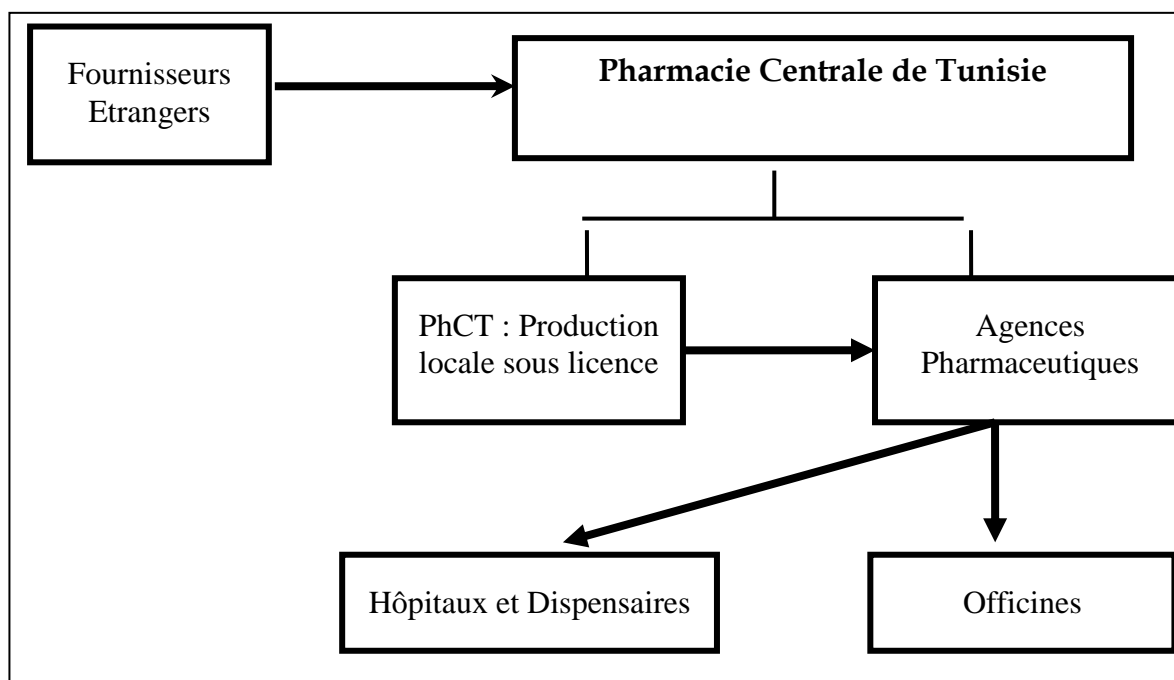 Fournisseurs
Etrangers
Pharmacie Centrale de Tunisie
PhCT : Production
locale sous licence
Agences
Pharmaceutiques
Hôpitaux et Dispensaires
Officines